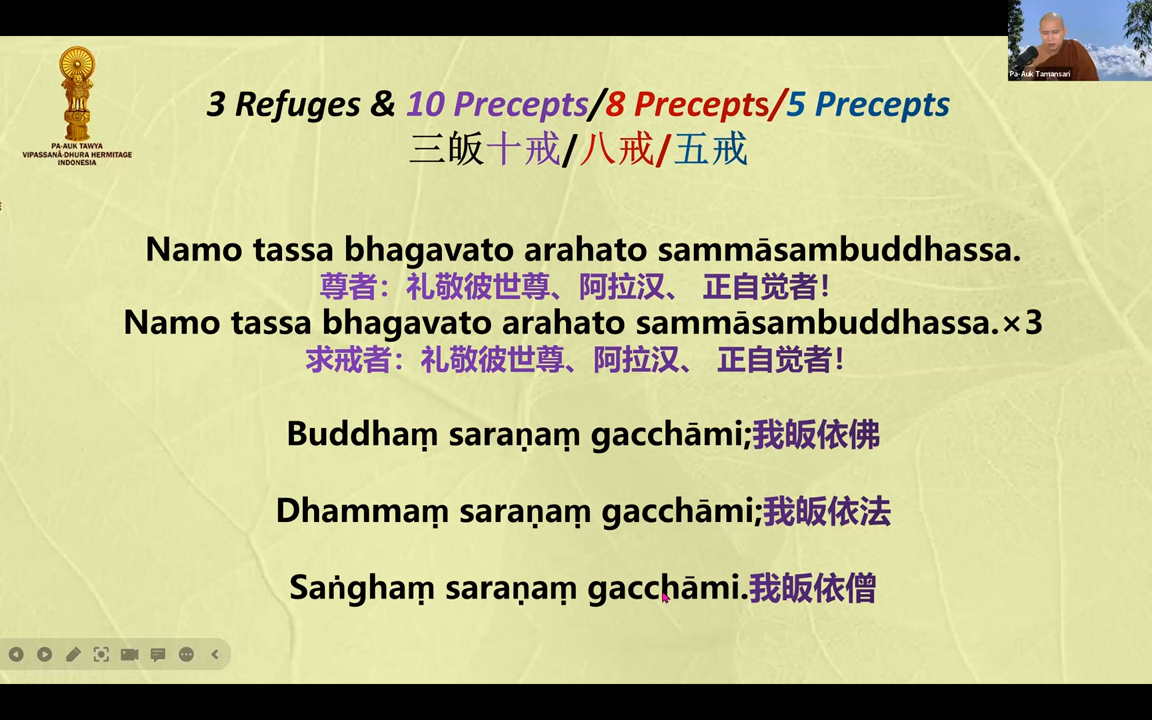 Pa-Auk Tamansari
PA-AUK TAWYA
VIPASSANĀ-DHURA HERMITAGE
INDONESIA
3 Refuges & 10 Precepts/8 Precepts/5 Precepts
三皈十戒/八戒/五戒
Namo tassa bhagavato arahato sammāsambuddhassa.
尊者：礼敬彼世尊、阿拉汉、 正自觉者！
Namo tassa bhagavato arahato sammāsambuddhassa.×3
求戒者：礼敬彼世尊、阿拉汉、 正自觉者！
Buddhaṃ saraṇaṃ gacchāmi;我皈依佛
Dhammaṃ saraṇaṃ gacchāmi;我皈依法
Saṅghaṃ saraṇaṃ gacchāmi.我皈依僧